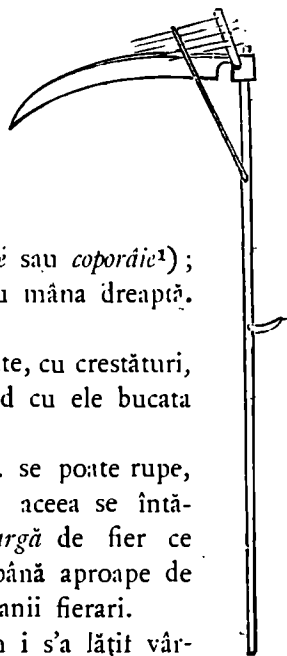 sau coporâie¹);
mâna dreaptă.
te, cu crestături,
d cu ele bucata
. se poate rupe,
aceea se întă-
rgă de fier ce
până aproape de
anii fierari.
i s'a lățit vâr-